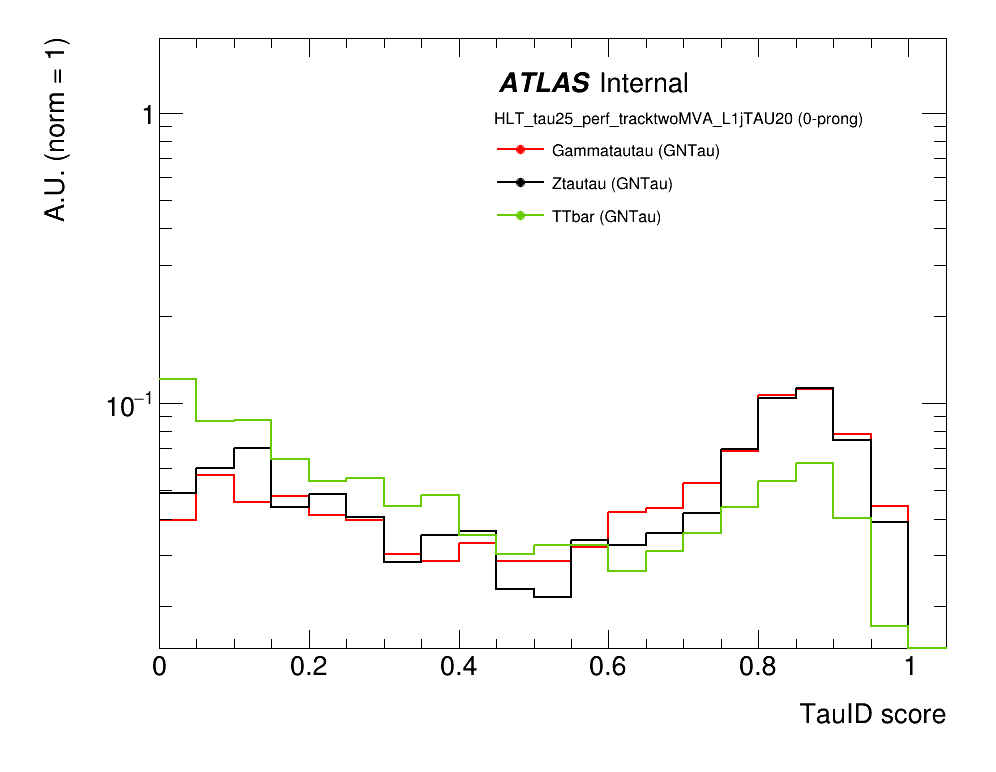 A.U. (norm = 1)
ATLAS Internal
HLT_tau25_perf_tracktwoMVA_L1jTAU20 (0-prong)
Gammatautau (GNTau)
Ztautau (GNTau)
TTbar (GNTau)
1
10⁻¹
0 0.2 0.4 0.6 0.8 1
TauID score